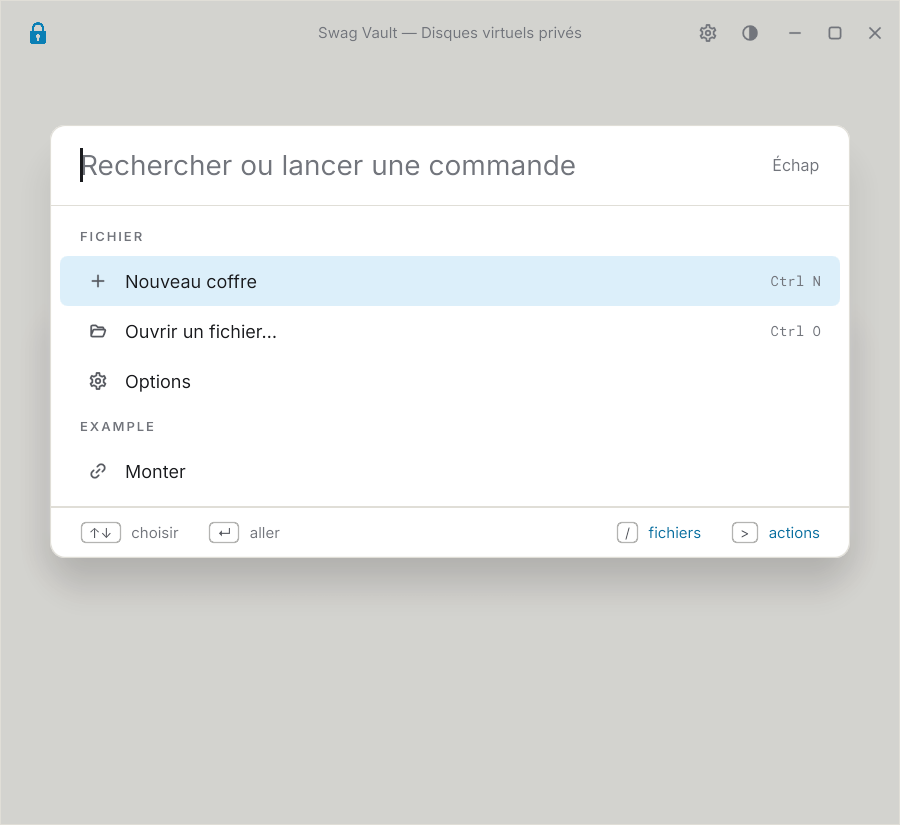 Swag Vault — Disques virtuels privés
Rechercher ou lancer une commande Échap
FICHIER
Nouveau coffre Ctrl N
Ouvrir un fichier... Ctrl O
Options
EXAMPLE
Monter
↑↓ choisir ↵ aller / fichiers > actions